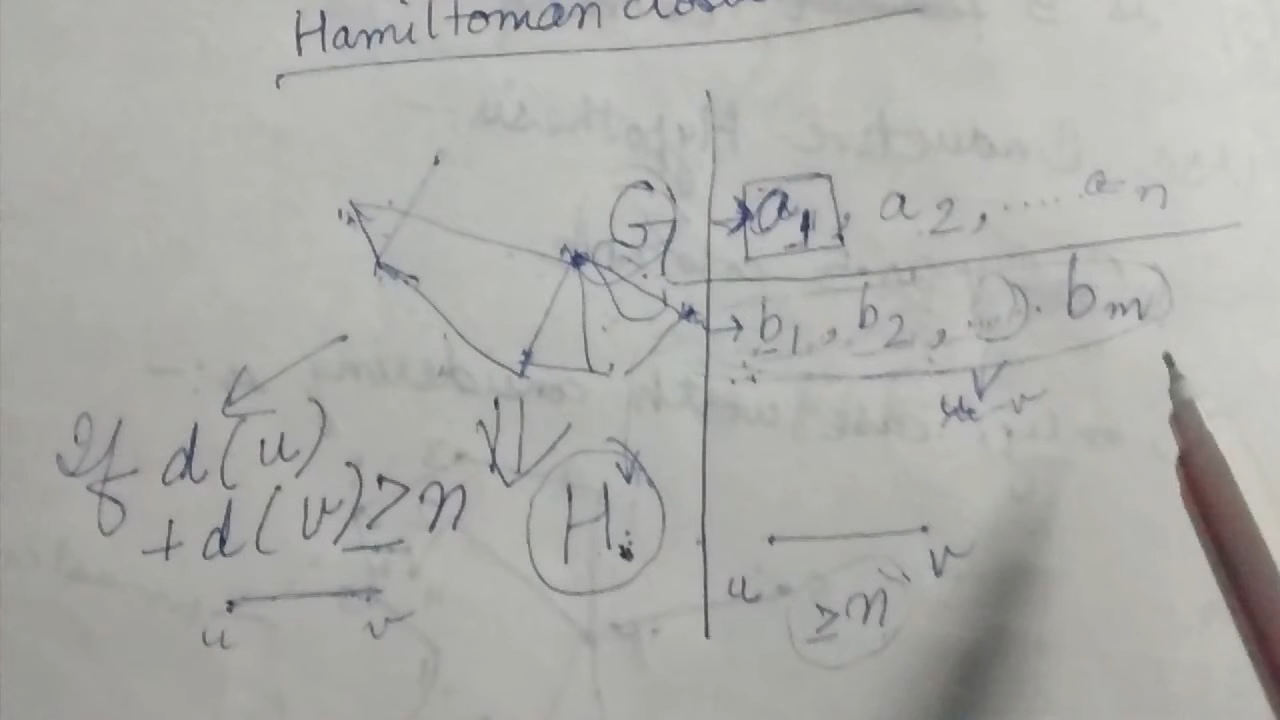 Hamiltonian
G
a1, a2, ..... an
b1, b2, ....). bm)
If d(u)
+ d(v) ≥ n
H
u v
u v
≥ n